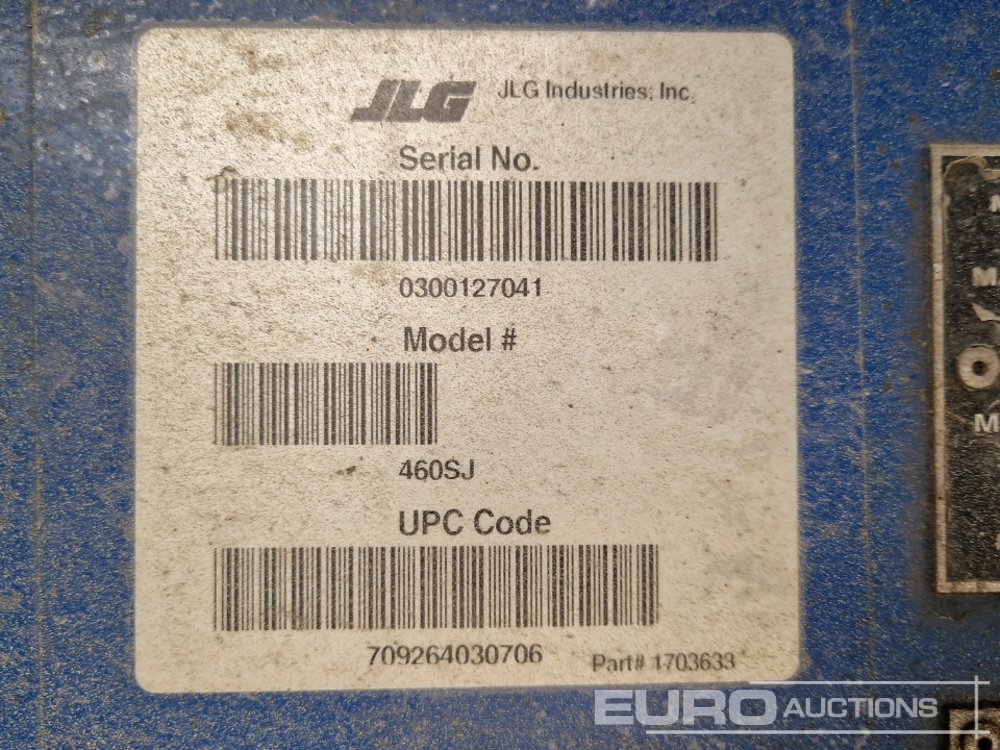 JLG JLG Industries, Inc.
Serial No.
0300127041
Model #
460SJ
UPC Code
709264030706
Part# 1703633
EURO AUCTIONS